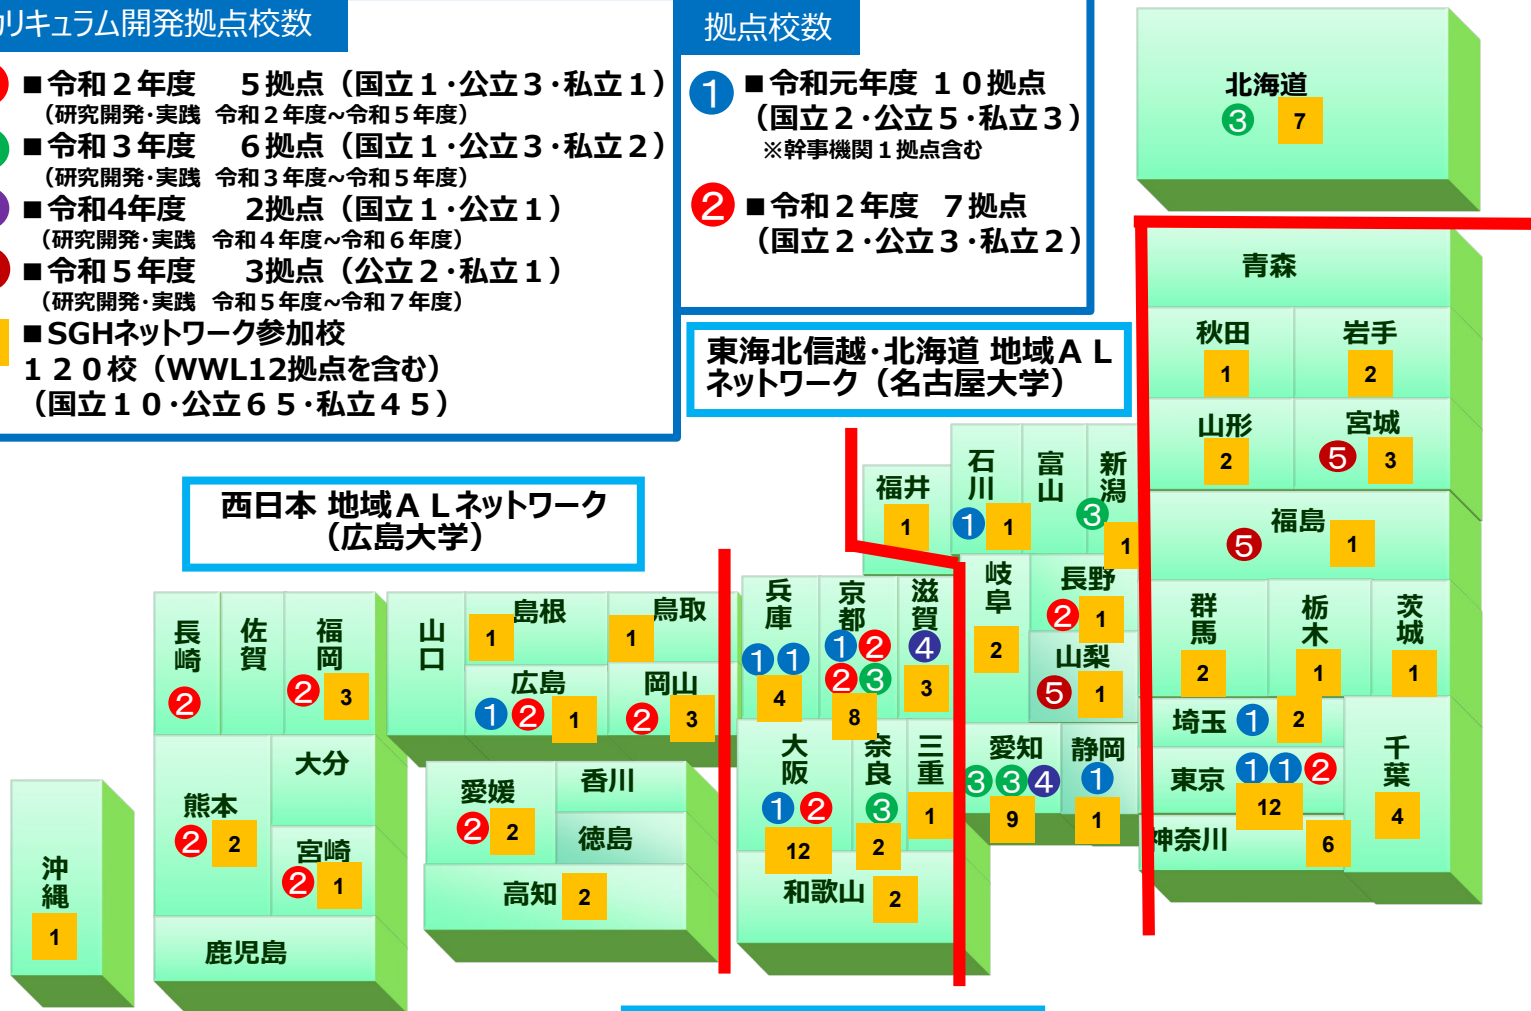 カリキュラム開発拠点校数
■令和２年度　５拠点（国立１・公立３・私立１）
（研究開発・実践 令和２年度~令和５年度）
■令和３年度　６拠点（国立１・公立３・私立２）
（研究開発・実践 令和３年度~令和５年度）
■令和4年度　2拠点（国立１・公立１）
（研究開発・実践 令和４年度~令和６年度）
■令和５年度　3拠点（公立２・私立１）
（研究開発・実践 令和５年度~令和７年度）
■SGHネットワーク参加校
１２０校（WWL12拠点を含む）
（国立１０・公立６５・私立４５）
拠点校数
1 ■令和元年度 １０拠点
（国立２・公立５・私立３）
※幹事機関１拠点含む
2 ■令和２年度 ７拠点
（国立２・公立３・私立２）
東海北信越・北海道 地域ＡＬ
ネットワーク（名古屋大学）
西日本 地域ＡＬネットワーク
（広島大学）
北海道
3 7
青森
秋田
1
岩手
2
山形
2
宮城
5 3
福島
5 1
群馬
2
栃木
1
茨城
1
埼玉 1 2
東京 1 1 2
12
千葉
4
神奈川 6
福井
1
石川
1 1
富山
新潟
3
1
岐阜
2
長野
2 1
山梨
5 1
愛知
3 3 4
9
静岡
1
1
兵庫
1 1
4
京都
1 2
2 3
8
滋賀
4
3
大阪
1 2
12
奈良
3
2
三重
1
和歌山 2
島根
1
鳥取
1
山口
広島
1 2 1
岡山
2 3
愛媛
2 2
香川
徳島
高知 2
長崎
2
佐賀
福岡
2 3
大分
熊本
2 2
宮崎
2 1
鹿児島
沖縄
1